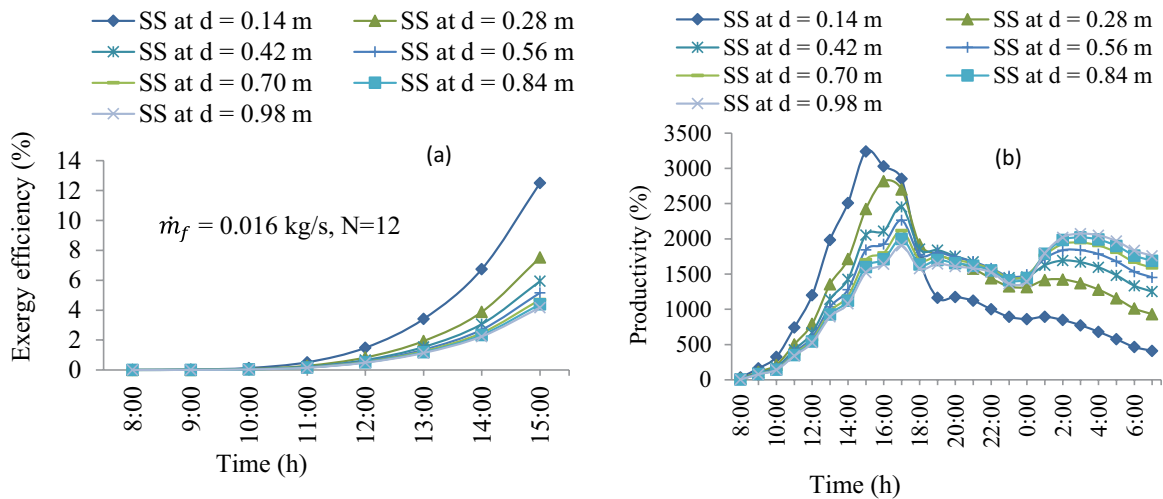 SS at d = 0.14 m
SS at d = 0.28 m
SS at d = 0.42 m
SS at d = 0.56 m
SS at d = 0.70 m
SS at d = 0.84 m
SS at d = 0.98 m
(a)
ṁ_f = 0.016 kg/s, N=12
Exergy efficiency (%)
14
12
10
8
6
4
2
0
8:00
9:00
10:00
11:00
12:00
13:00
14:00
15:00
Time (h)
SS at d = 0.14 m
SS at d = 0.28 m
SS at d = 0.42 m
SS at d = 0.56 m
SS at d = 0.70 m
SS at d = 0.84 m
SS at d = 0.98 m
(b)
Productivity (%)
3500
3000
2500
2000
1500
1000
500
0
8:00
10:00
12:00
14:00
16:00
18:00
20:00
22:00
0:00
2:00
4:00
6:00
Time (h)